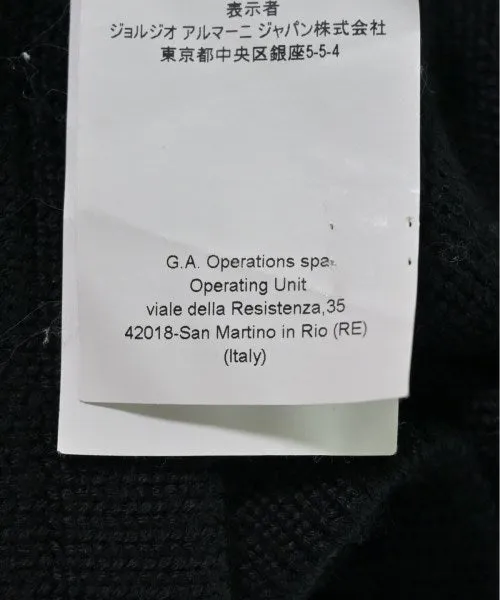 表示者
ジョルジオ アルマーニ ジャパン株式会社
東京都中央区銀座5-5-4
G.A. Operations spa.
Operating Unit
viale della Resistenza,35
42018-San Martino in Rio (RE)
(Italy)